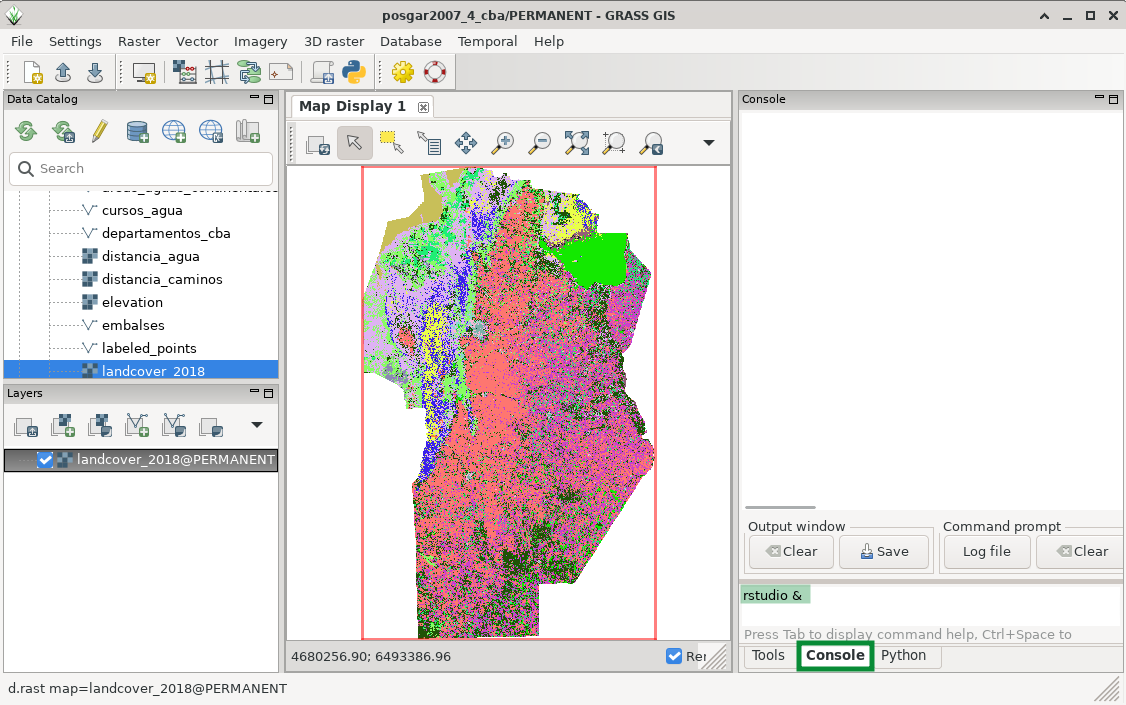 posgar2007_4_cba/PERMANENT - GRASS GIS
File Settings Raster Vector Imagery 3D raster Database Temporal Help
Data Catalog
Search
cursos_agua
departamentos_cba
distancia_agua
distancia_caminos
elevation
embalses
labeled_points
landcover_2018
Layers
landcover_2018@PERMANENT
Map Display 1
4680256.90; 6493386.96
Rer
Console
Output window
Command prompt
Clear
Save
Log file
Clear
rstudio &
Press Tab to display command help, Ctrl+Space to
Tools Console Python
d.rast map=landcover_2018@PERMANENT